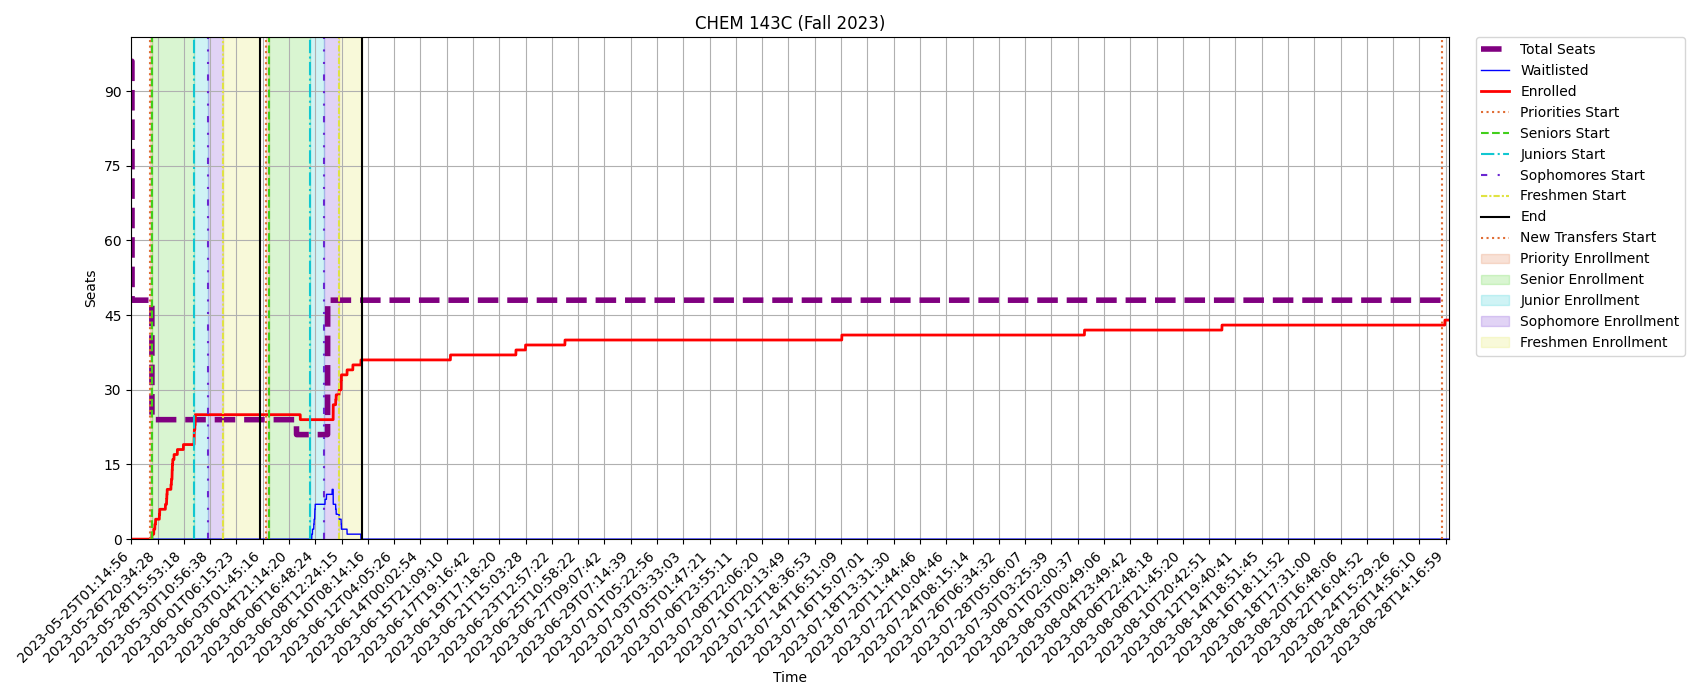 CHEM 143C (Fall 2023)
Seats
90
75
60
45
30
15
0
2023-05-25T01:14:56
2023-05-26T20:34:28
2023-05-28T15:53:18
2023-05-30T10:56:38
2023-06-01T06:15:23
2023-06-03T01:45:16
2023-06-04T21:14:20
2023-06-06T16:48:24
2023-06-08T12:24:15
2023-06-10T08:14:16
2023-06-12T04:05:26
2023-06-14T00:02:54
2023-06-15T21:09:10
2023-06-17T19:16:42
2023-06-19T17:18:20
2023-06-21T15:03:28
2023-06-23T12:57:22
2023-06-25T10:58:22
2023-06-27T09:07:42
2023-06-29T07:14:39
2023-07-01T05:22:56
2023-07-03T03:33:03
2023-07-05T01:47:21
2023-07-06T23:55:11
2023-07-08T22:06:20
2023-07-10T20:13:49
2023-07-12T18:36:53
2023-07-14T16:51:09
2023-07-16T15:07:01
2023-07-18T13:31:30
2023-07-20T11:44:46
2023-07-22T10:04:46
2023-07-24T08:15:14
2023-07-26T06:34:32
2023-07-28T05:06:07
2023-07-30T03:25:39
2023-08-01T02:00:37
2023-08-03T00:49:06
2023-08-04T23:49:42
2023-08-06T22:48:18
2023-08-08T21:45:20
2023-08-10T20:42:51
2023-08-12T19:40:41
2023-08-14T18:51:45
2023-08-16T18:11:52
2023-08-18T17:31:00
2023-08-20T16:48:06
2023-08-22T16:04:52
2023-08-24T15:29:26
2023-08-26T14:56:10
2023-08-28T14:16:59
Time
Total Seats
Waitlisted
Enrolled
Priorities Start
Seniors Start
Juniors Start
Sophomores Start
Freshmen Start
End
New Transfers Start
Priority Enrollment
Senior Enrollment
Junior Enrollment
Sophomore Enrollment
Freshmen Enrollment